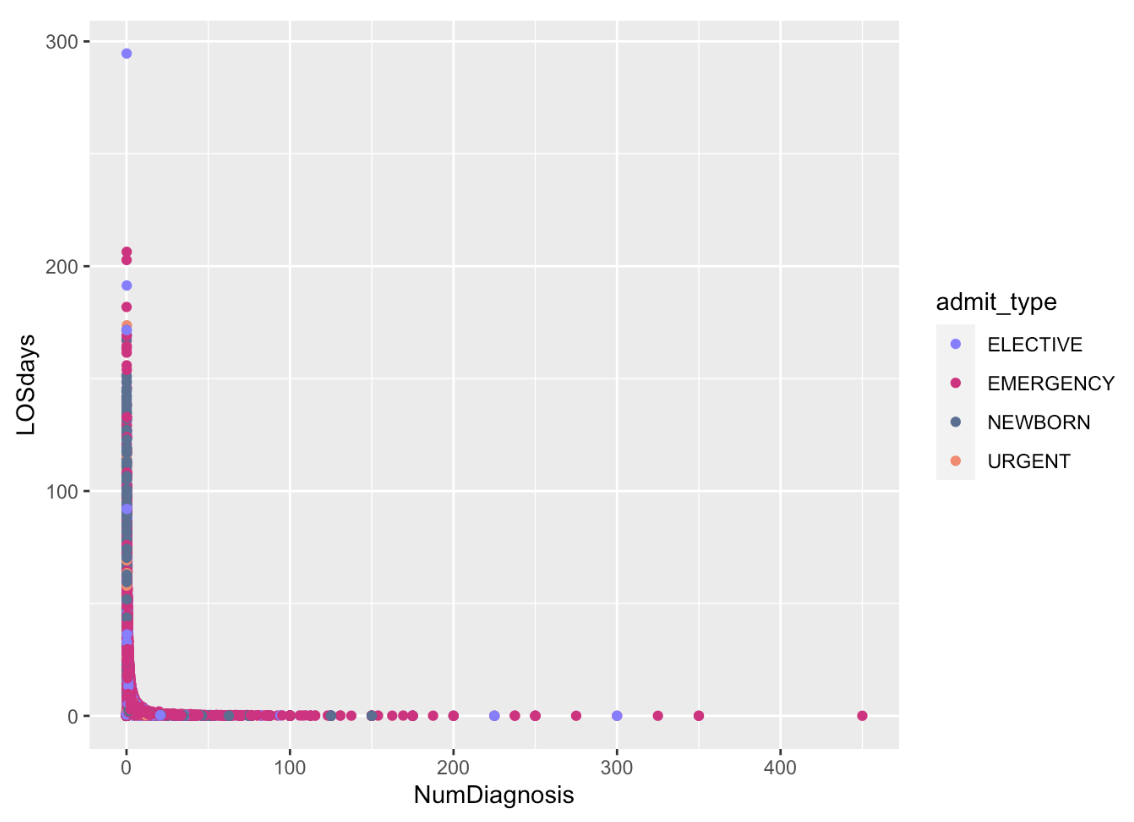 300
200
100
0
LOSdays
0 100 200 300 400
NumDiagnosis
admit_type
ELECTIVE
EMERGENCY
NEWBORN
URGENT